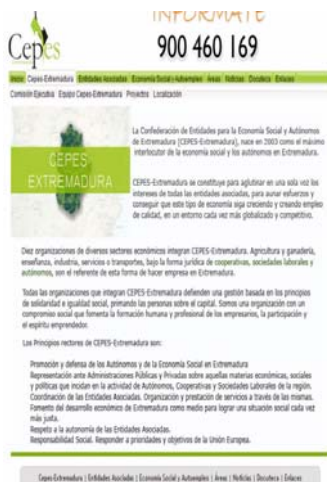 INFORMATE
Cepes
900 460 169
Inicio Cepes-Extremadura Entidades Asociadas Economía Social y Autoempleo Áreas Noticias Docuteca Enlaces
Comisión Ejecutiva Equipo Cepes-Extremadura Proyectos Localización
CEPES
EXTREMADURA
La Confederación de Entidades para la Economía Social y Autónomos
de Extremadura (CEPES-Extremadura), nace en 2003 como el máximo
interlocutor de la economía social y los autónomos en Extremadura.
CEPES-Extremadura se constituye para aglutinar en una sola voz los
intereses de todas las entidades asociadas, para aunar esfuerzos y
conseguir que este tipo de economía siga creciendo y creando empleo
de calidad, en un entorno cada vez más globalizado y competitivo.
Diez organizaciones de diversos sectores económicos integran CEPES-Extremadura. Agricultura y ganadería,
enseñanza, industria, servicios o transportes, bajo la forma jurídica de cooperativas, sociedades laborales y
autónomos, son el referente de esta forma de hacer empresa en Extremadura.
Todas las organizaciones que integran CEPES-Extremadura defienden una gestión basada en los principios
de solidaridad e igualdad social, primando las personas sobre el capital. Somos una organización con un
compromiso social que fomenta la formación humana y profesional de los empresarios, la participación y
el espíritu emprendedor.
Los Principios rectores de CEPES-Extremadura son:
Promoción y defensa de los Autónomos y de la Economía Social en Extremadura
Representación ante Administraciones Públicas y Privadas sobre aquellas materias económicas, sociales
y políticas que incidan en la actividad de Autónomos, Cooperativas y Sociedades Laborales de la región.
Coordinación de las Entidades Asociadas. Organización y prestación de servicios a través de las mismas.
Fomento del desarrollo económico de Extremadura como medio para lograr una situación social cada vez
más justa.
Respeto a la autonomía de las Entidades Asociadas.
Responsabilidad Social. Responder a prioridades y objetivos de la Unión Europea.
Cepes-Extremadura | Entidades Asociadas | Economía Social y Autoempleo | Áreas | Noticias | Docuteca | Enlaces